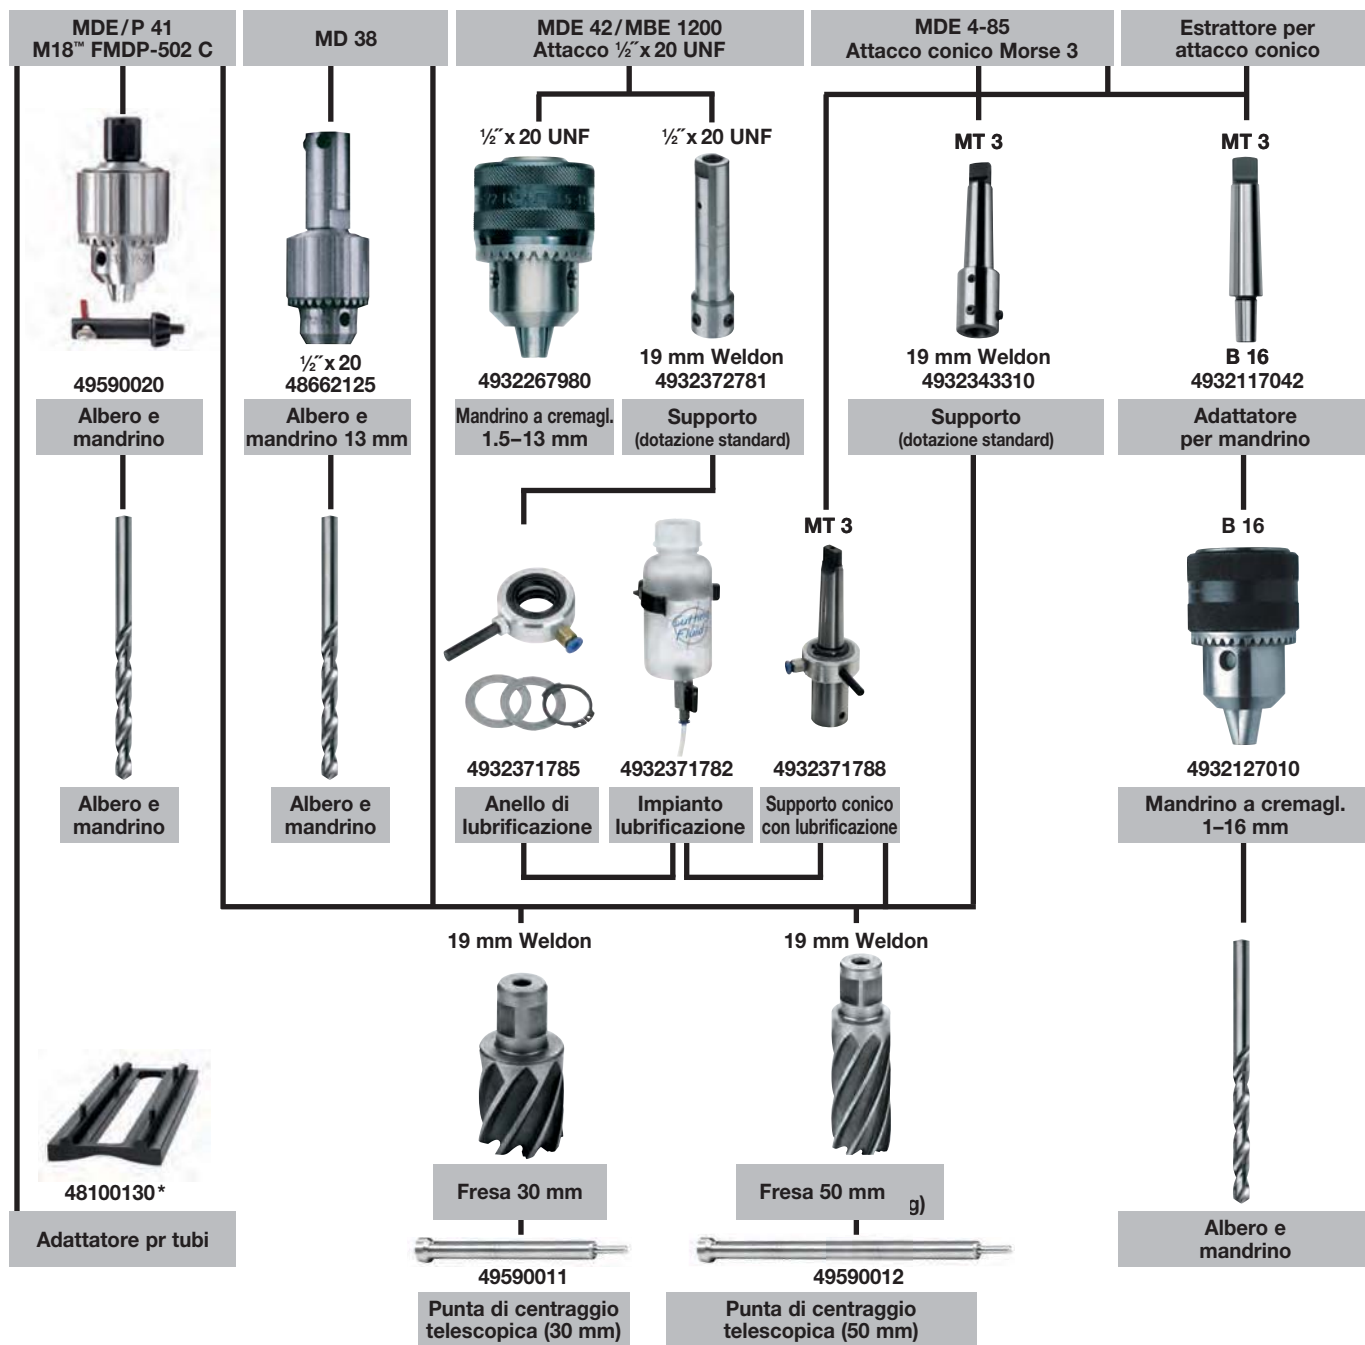 MDE/P 41
M18™ FMDP-502 C
MD 38
MDE 42/MBE 1200
Attacco ½˝x 20 UNF
MDE 4-85
Attacco conico Morse 3
Estrattore per
attacco conico
½˝x 20 UNF
½˝x 20 UNF
MT 3
MT 3
49590020
Albero e
mandrino
½˝x 20
48662125
Albero e
mandrino 13 mm
4932267980
Mandrino a cremagl.
1.5–13 mm
19 mm Weldon
4932372781
Supporto
(dotazione standard)
19 mm Weldon
4932343310
Supporto
(dotazione standard)
B 16
4932117042
Adattatore
per mandrino
MT 3
B 16
Cutting
Fluid
Albero e
mandrino
Albero e
mandrino
4932371785
Anello di
lubrificazione
4932371782
Impianto
lubrificazione
4932371788
Supporto conico
con lubrificazione
4932127010
Mandrino a cremagl.
1–16 mm
19 mm Weldon
19 mm Weldon
48100130*
Adattatore pr tubi
Fresa 30 mm
Fresa 50 mm
g)
49590011
Punta di centraggio
telescopica (30 mm)
49590012
Punta di centraggio
telescopica (50 mm)
Albero e
mandrino